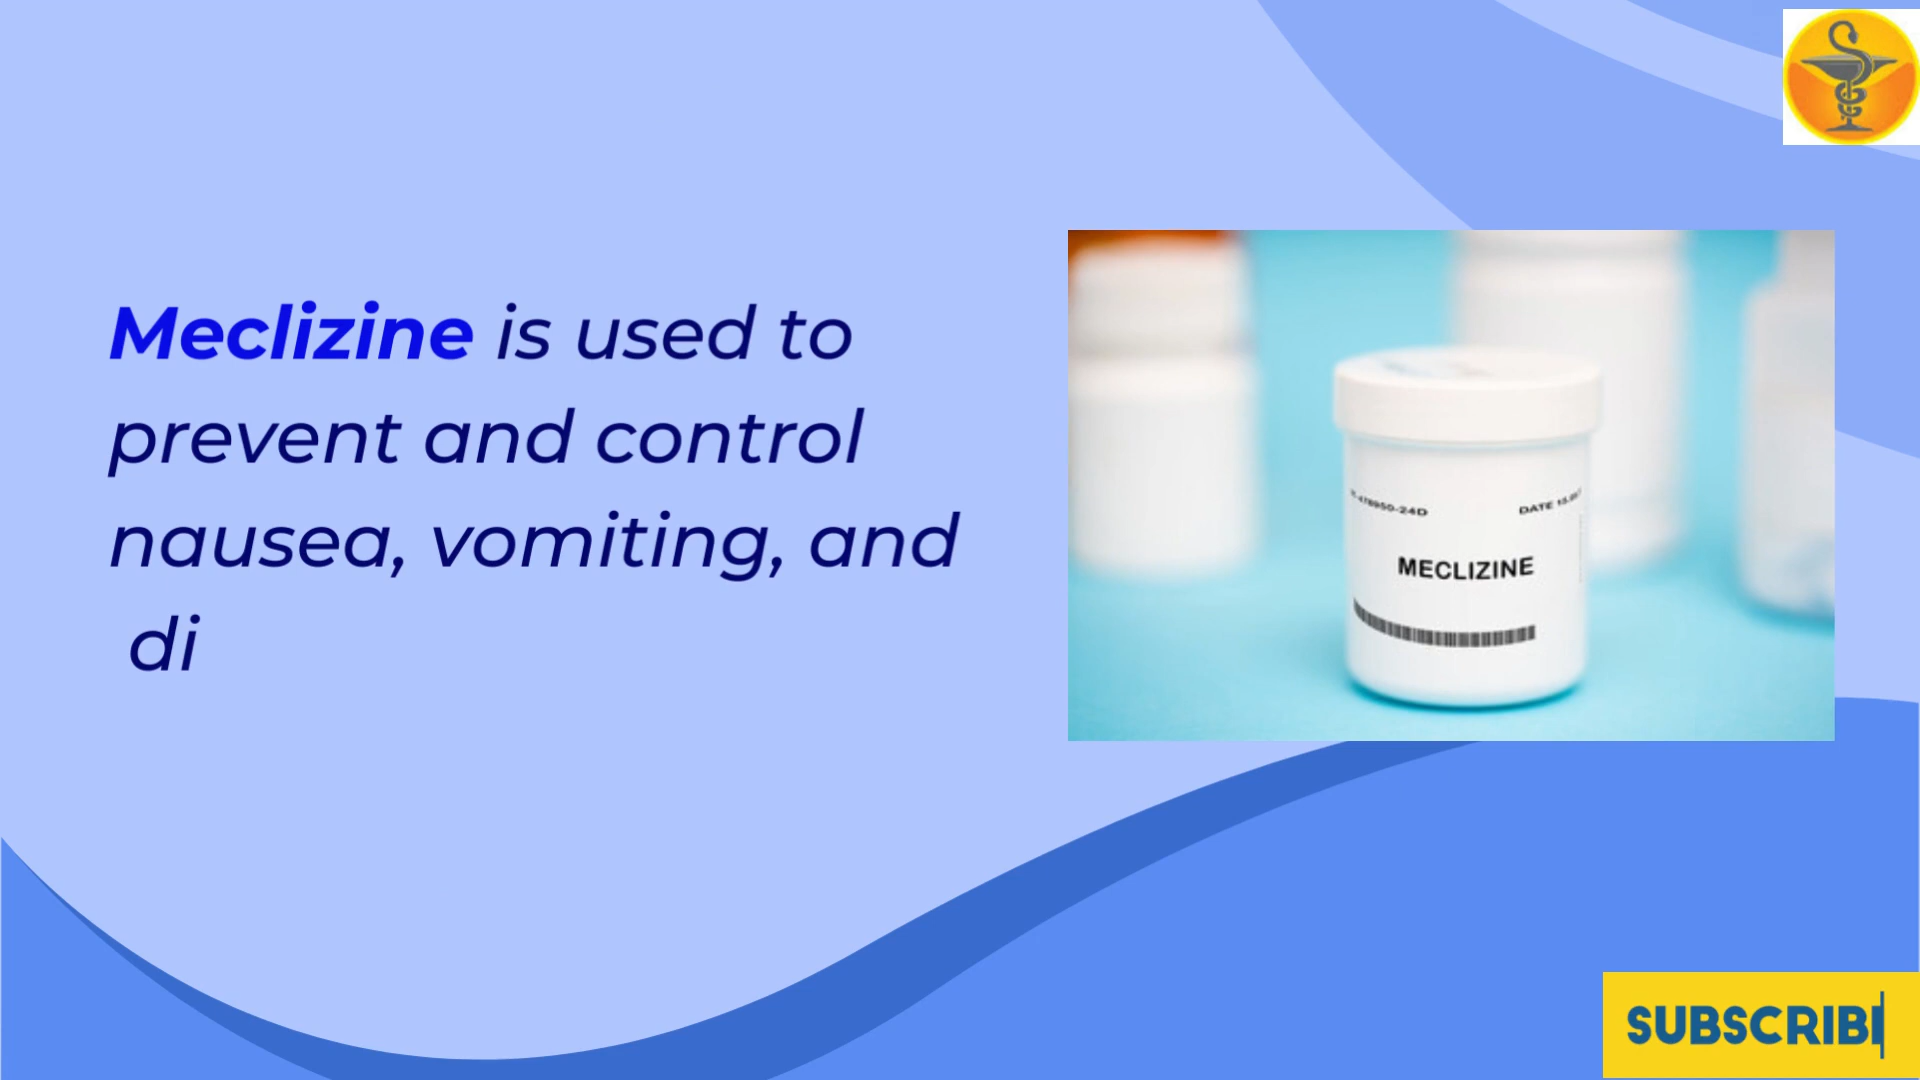 Meclizine is used to
prevent and control
nausea, vomiting, and
di
DATE
MECLIZINE
SUBSCRIB